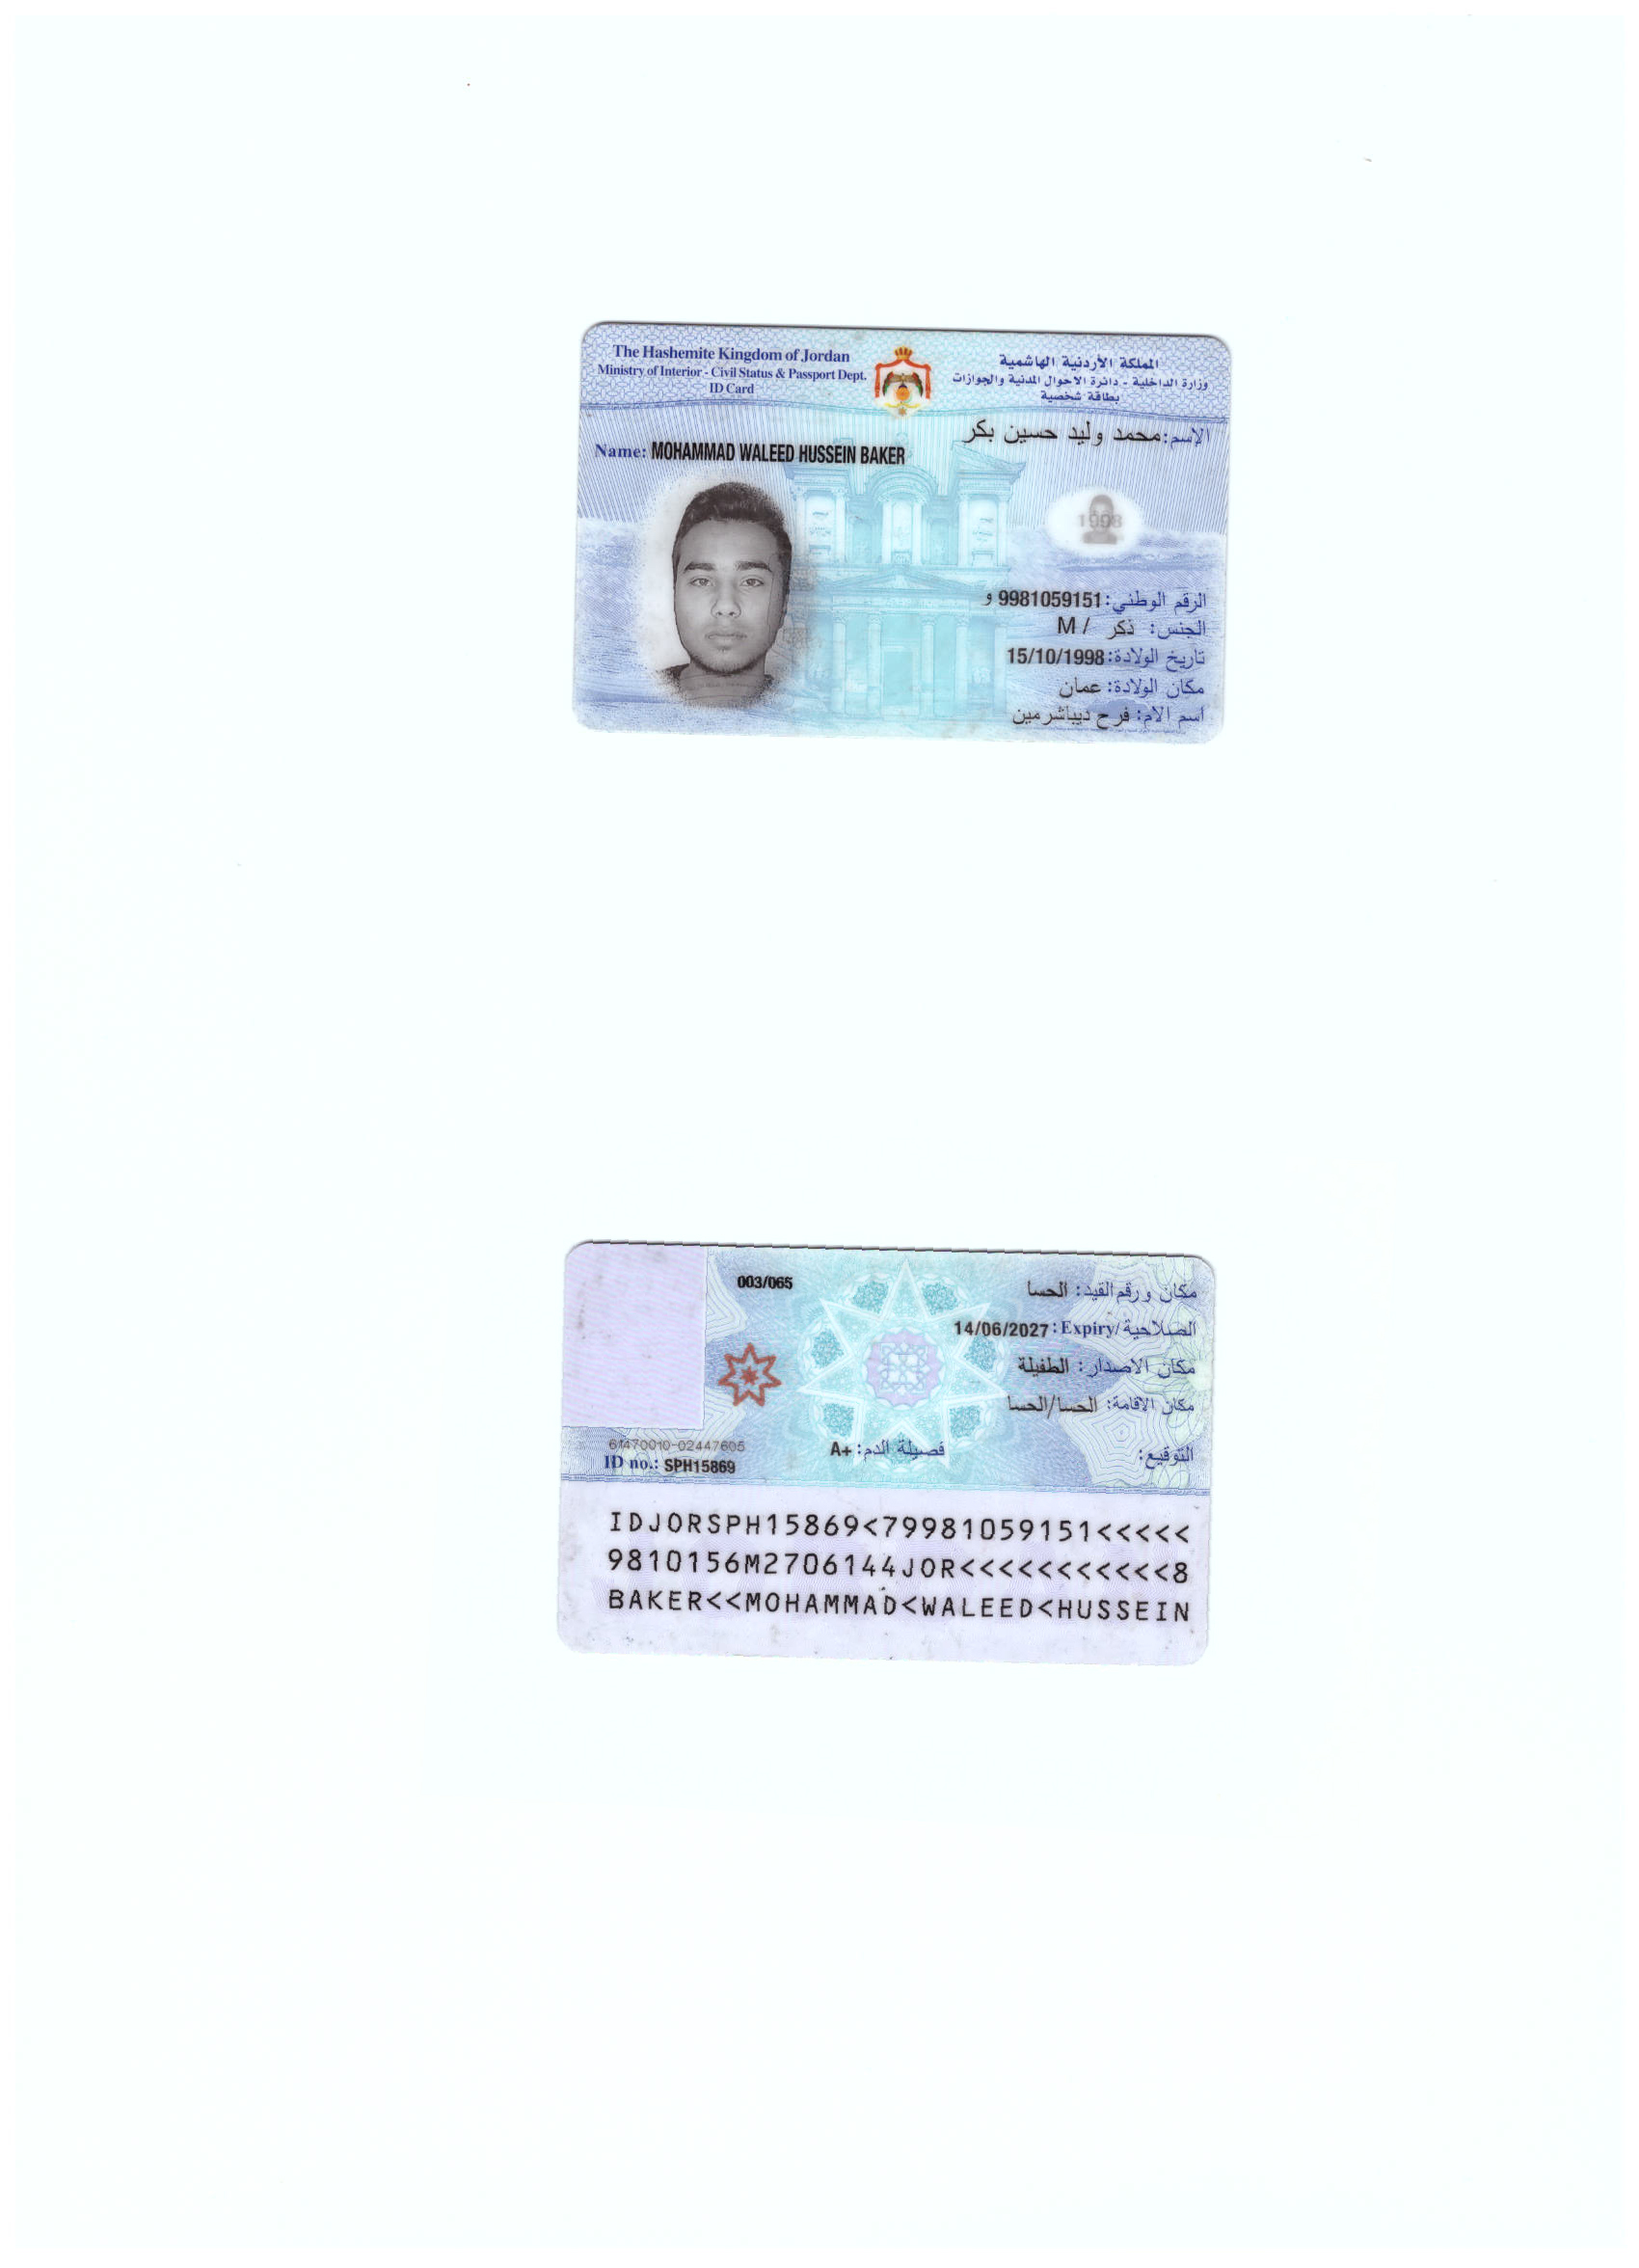 The Hashemite Kingdom of Jordan
Ministry of Interior - Civil Status & Passport Dept.
ID Card
المملكة الأردنية الهاشمية
وزارة الداخلية - دائرة الاحوال المدنية والجوازات
بطاقة شخصية
الاسم: محمد وليد حسين بكر
Name: MOHAMMAD WALEED HUSSEIN BAKER
1998
الرقم الوطني: 9981059151 و
الجنس: ذكر / M
تاريخ الولادة: 15/10/1998
مكان الولادة: عمان
اسم الام: فرح ديباشرمين
مكان ورقم القيد: الحسا 003/065
الصلاحية/Expiry: 14/06/2027
مكان الاصدار: الطفيلة
مكان الاقامة: الحسا/الحسا
فصيلة الدم: A+
التوقيع:
61470010-02447605
ID no.: SPH15869
IDJORSPH15869<79981059151<<<<<
9810156M2706144JOR<<<<<<<<<<<8
BAKER<<MOHAMMAD<WALEED<HUSSEIN